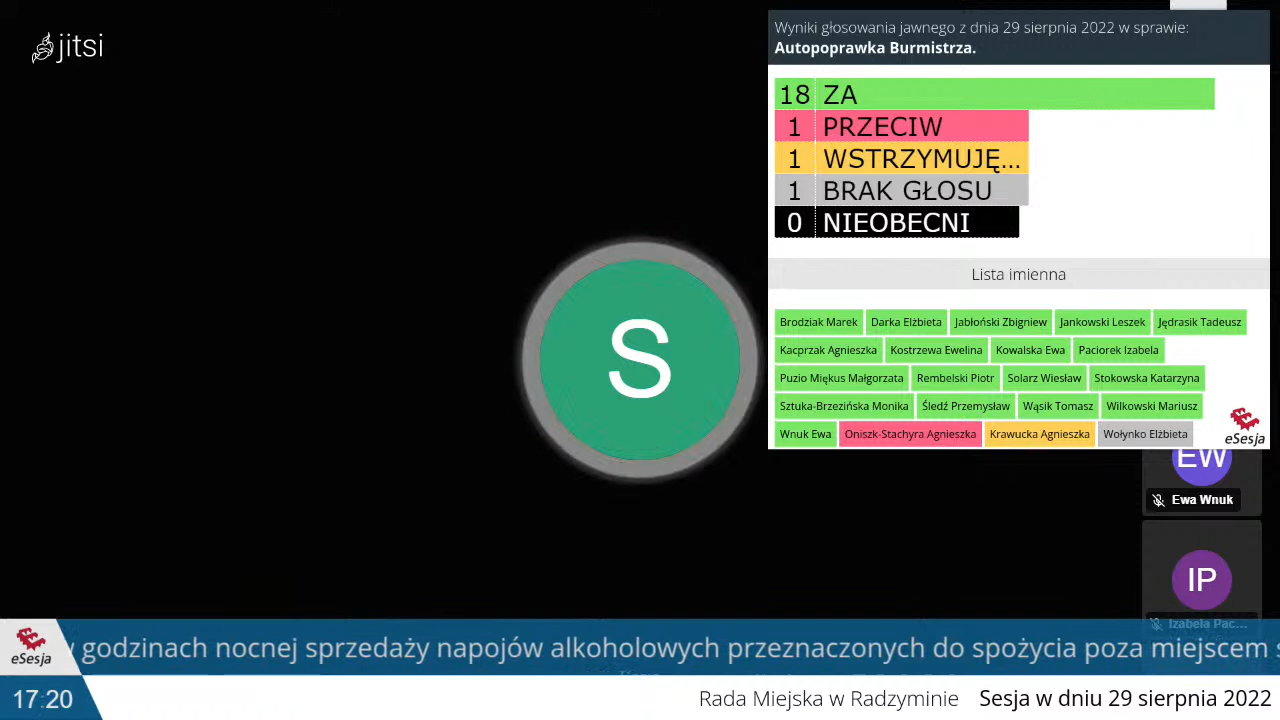 jitsi
Wyniki głosowania jawnego z dnia 29 sierpnia 2022 w sprawie:
Autopoprawka Burmistrza.
18 ZA
1 PRZECIW
1 WSTRZYMUJĘ...
1 BRAK GŁOSU
0 NIEOBECNI
Lista imienna
Brodziak Marek Darka Elżbieta Jabłoński Zbigniew Jankowski Leszek Jędrasik Tadeusz
Kacprzak Agnieszka Kostrzewa Ewelina Kowalska Ewa Paciorek Izabela
Puzio Miękus Małgorzata Rembelski Piotr Solarz Wiesław Stokowska Katarzyna
Sztuka-Brzezińska Monika Śledź Przemysław Wąsik Tomasz Wilkowski Mariusz
Wnuk Ewa Oniszk-Stachyra Agnieszka Krawucka Agnieszka Wołynko Elżbieta
eSesja
S
EW
Ewa Wnuk
IP
Izabela Pac...
eSesja
w godzinach nocnej sprzedaży napojów alkoholowych przeznaczonych do spożycia poza miejscem s
17:20
Rada Miejska w Radzyminie Sesja w dniu 29 sierpnia 2022